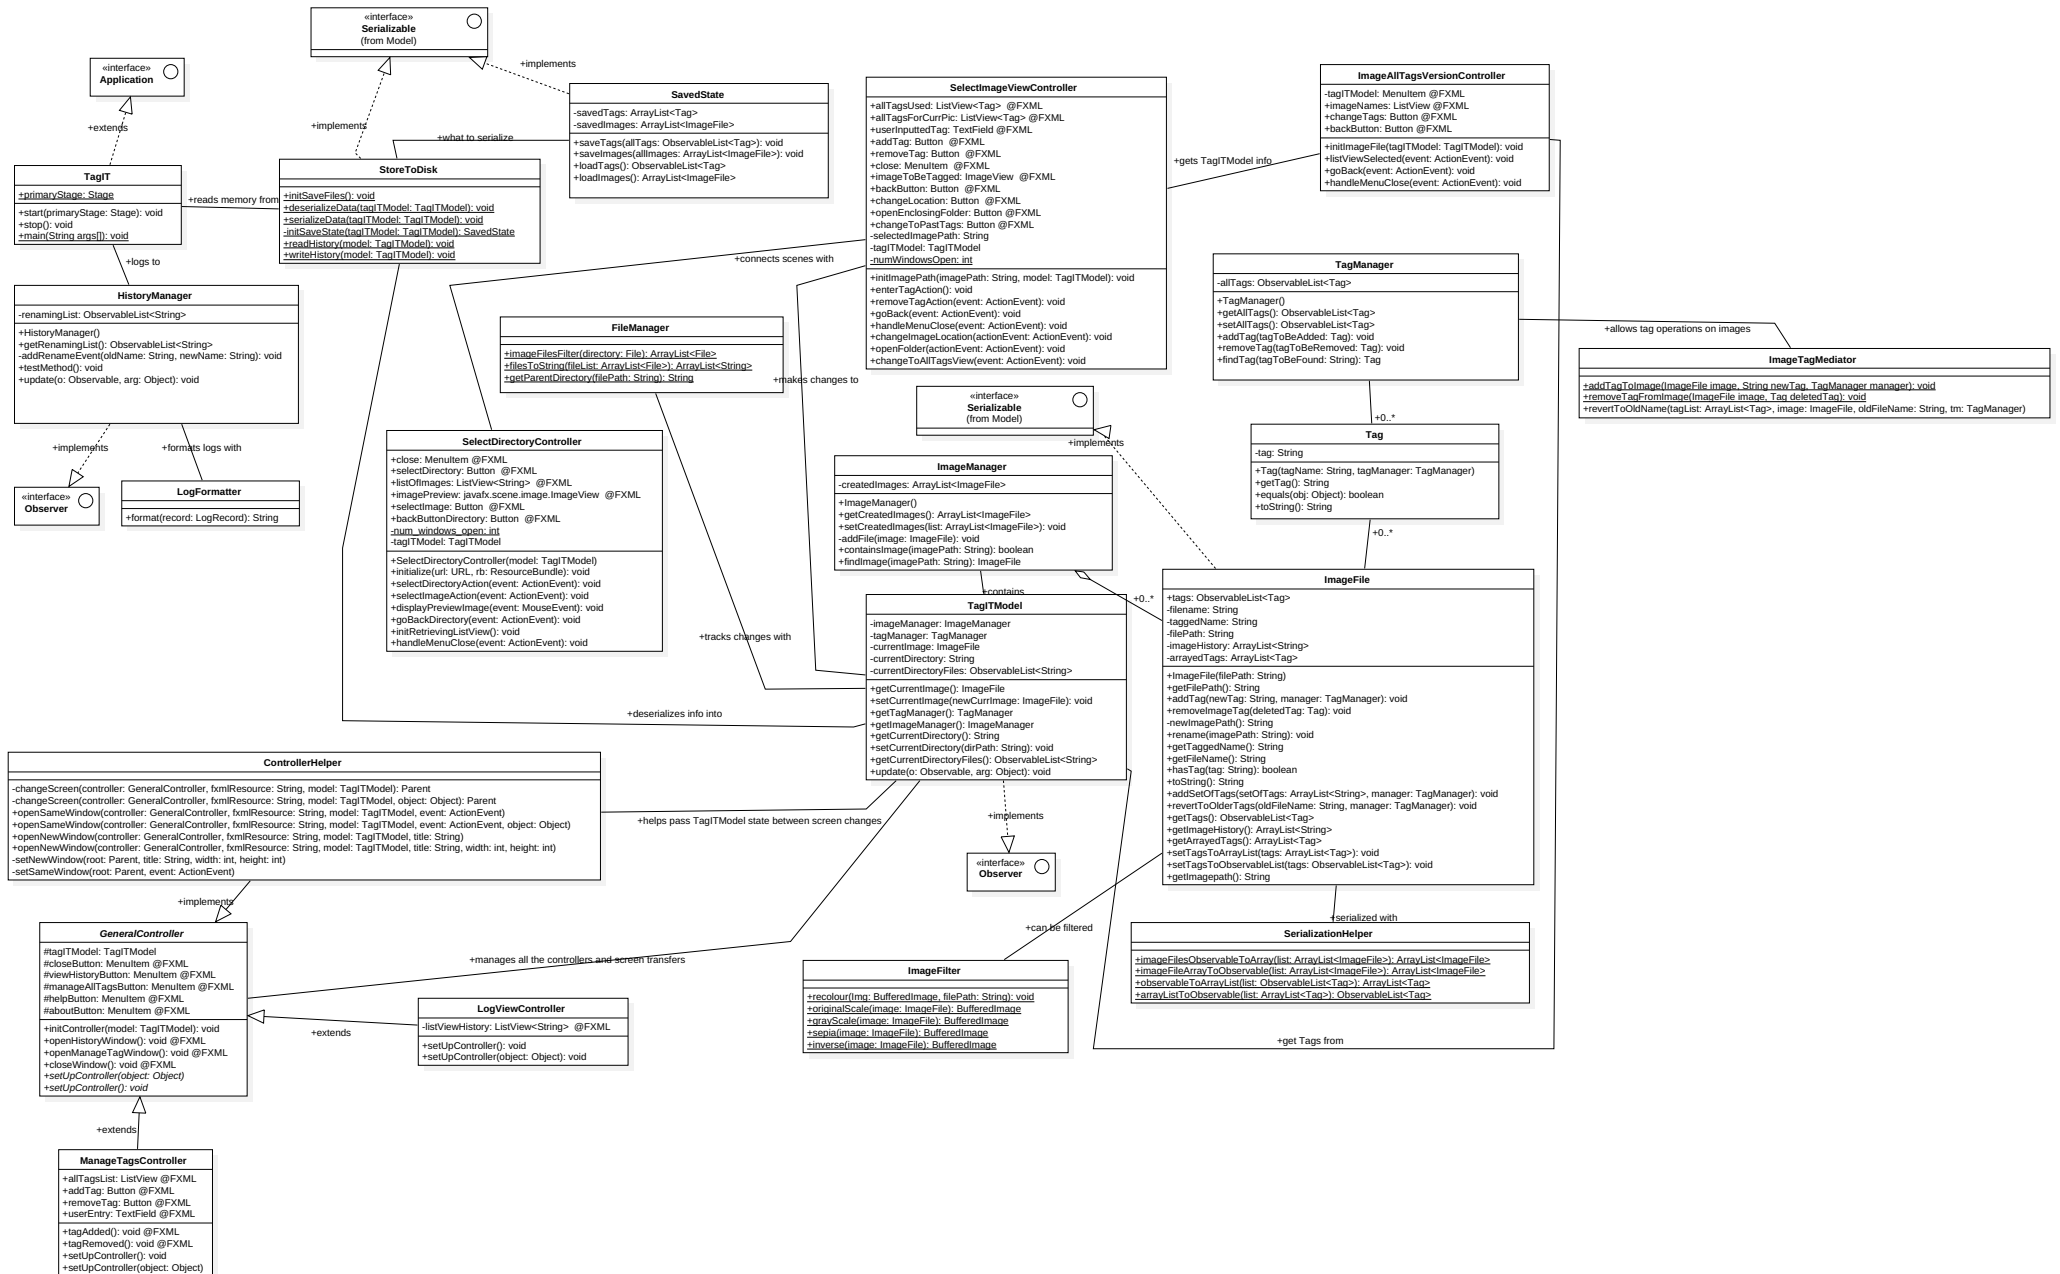 «interface»
Serializable
(from Model)
«interface»
Application
+extends
+implements
+implements
TagIT
+primaryStage: Stage
+start(primaryStage: Stage): void
+stop(): void
+main(String args[]): void
+reads memory from
+logs to
StoreToDisk
+initSaveFiles(): void
+deserializeData(tagITModel: TagITModel): void
+serializeData(tagITModel: TagITModel): void
-initSaveState(tagITModel: TagITModel): SavedState
+readHistory(model: TagITModel): void
+writeHistory(model: TagITModel): void
+what to serialize
SavedState
-savedTags: ArrayList<Tag>
-savedImages: ArrayList<ImageFile>
+saveTags(allTags: ObservableList<Tag>): void
+saveImages(allImages: ArrayList<ImageFile>): void
+loadTags(): ObservableList<Tag>
+loadImages(): ArrayList<ImageFile>
SelectImageViewController
+allTagsUsed: ListView<Tag> @FXML
+allTagsForCurrPic: ListView<Tag> @FXML
+userInputtedTag: TextField @FXML
+addTag: Button @FXML
+removeTag: Button @FXML
+close: MenuItem @FXML
+imageToBeTagged: ImageView @FXML
+backButton: Button @FXML
+changeLocation: Button @FXML
+openEnclosingFolder: Button @FXML
+changeToPastTags: Button @FXML
-selectedImagePath: String
-tagITModel: TagITModel
-numWindowsOpen: int
+initImagePath(imagePath: String, model: TagITModel): void
+enterTagAction(): void
+removeTagAction(event: ActionEvent): void
+goBack(event: ActionEvent): void
+handleMenuClose(event: ActionEvent): void
+changeImageLocation(actionEvent: ActionEvent): void
+openFolder(actionEvent: ActionEvent): void
+changeToAllTagsView(event: ActionEvent): void
+gets TagITModel info
ImageAllTagsVersionController
-tagITModel: MenuItem @FXML
+imageNames: ListView @FXML
+changeTags: Button @FXML
+backButton: Button @FXML
+initImageFile(tagITModel: TagITModel): void
+listViewSelected(event: ActionEvent): void
+goBack(event: ActionEvent): void
+handleMenuClose(event: ActionEvent): void
+connects scenes with
+makes changes to
HistoryManager
-renamingList: ObservableList<String>
+HistoryManager()
+getRenamingList(): ObservableList<String>
-addRenameEvent(oldName: String, newName: String): void
+testMethod(): void
+update(o: Observable, arg: Object): void
+implements
+formats logs with
«interface»
Observer
LogFormatter
+format(record: LogRecord): String
FileManager
+imageFilesFilter(directory: File): ArrayList<File>
+filesToString(fileList: ArrayList<File>): ArrayList<String>
+getParentDirectory(filePath: String): String
TagManager
-allTags: ObservableList<Tag>
+TagManager()
+getAllTags(): ObservableList<Tag>
+setAllTags(): ObservableList<Tag>
+addTag(tagToBeAdded: Tag): void
+removeTag(tagToBeRemoved: Tag): void
+findTag(tagToBeFound: String): Tag
+allows tag operations on images
ImageTagMediator
+addTagToImage(ImageFile image, String newTag, TagManager manager): void
+removeTagFromImage(ImageFile image, Tag deletedTag): void
+revertToOldName(tagList: ArrayList<Tag>, image: ImageFile, oldFileName: String, tm: TagManager)
+0..*
«interface»
Serializable
(from Model)
+implements
Tag
-tag: String
+Tag(tagName: String, tagManager: TagManager)
+getTag(): String
+equals(obj: Object): boolean
+toString(): String
+0..*
SelectDirectoryController
+close: MenuItem @FXML
+selectDirectory: Button @FXML
+listOfImages: ListView<String> @FXML
+imagePreview: javafx.scene.image.ImageView @FXML
+selectImage: Button @FXML
+backButtonDirectory: Button @FXML
-num_windows_open: int
-tagITModel: TagITModel
+SelectDirectoryController(model: TagITModel)
+initialize(url: URL, rb: ResourceBundle): void
+selectDirectoryAction(event: ActionEvent): void
+selectImageAction(event: ActionEvent): void
+displayPreviewImage(event: MouseEvent): void
+goBackDirectory(event: ActionEvent): void
+initRetrievingListView(): void
+handleMenuClose(event: ActionEvent): void
ImageManager
-createdImages: ArrayList<ImageFile>
+ImageManager()
+getCreatedImages(): ArrayList<ImageFile>
+setCreatedImages(list: ArrayList<ImageFile>): void
-addFile(image: ImageFile): void
+containsImage(imagePath: String): boolean
+findImage(imagePath: String): ImageFile
+contains
+0..*
+tracks changes with
+deserializes info into
TagITModel
-imageManager: ImageManager
-tagManager: TagManager
-currentImage: ImageFile
-currentDirectory: String
-currentDirectoryFiles: ObservableList<String>
+getCurrentImage(): ImageFile
+setCurrentImage(newCurrImage: ImageFile): void
+getTagManager(): TagManager
+getImageManager(): ImageManager
+getCurrentDirectory(): String
+setCurrentDirectory(dirPath: String): void
+getCurrentDirectoryFiles(): ObservableList<String>
+update(o: Observable, arg: Object): void
ImageFile
+tags: ObservableList<Tag>
-filename: String
-taggedName: String
-filePath: String
-imageHistory: ArrayList<String>
-arrayedTags: ArrayList<Tag>
+ImageFile(filePath: String)
+getFilePath(): String
+addTag(newTag: String, manager: TagManager): void
+removeImageTag(deletedTag: Tag): void
-newImagePath(): String
+rename(imagePath: String): void
+getTaggedName(): String
+getFileName(): String
+hasTag(tag: String): boolean
+toString(): String
+addSetOfTags(setOfTags: ArrayList<String>, manager: TagManager): void
+revertToOlderTags(oldFileName: String, manager: TagManager): void
+getTags(): ObservableList<Tag>
+getImageHistory(): ArrayList<String>
+getArrayedTags(): ArrayList<Tag>
+setTagsToArrayList(tags: ArrayList<Tag>): void
+setTagsToObservableList(tags: ObservableList<Tag>): void
+getImagepath(): String
ControllerHelper
-changeScreen(controller: GeneralController, fxmlResource: String, model: TagITModel): Parent
-changeScreen(controller: GeneralController, fxmlResource: String, model: TagITModel, object: Object): Parent
+openSameWindow(controller: GeneralController, fxmlResource: String, model: TagITModel, event: ActionEvent)
+openSameWindow(controller: GeneralController, fxmlResource: String, model: TagITModel, event: ActionEvent, object: Object)
+openNewWindow(controller: GeneralController, fxmlResource: String, model: TagITModel, title: String)
+openNewWindow(controller: GeneralController, fxmlResource: String, model: TagITModel, title: String, width: int, height: int)
-setNewWindow(root: Parent, title: String, width: int, height: int)
-setSameWindow(root: Parent, event: ActionEvent)
+helps pass TagITModel state between screen changes
+implements
«interface»
Observer
+implements
GeneralController
#tagITModel: TagITModel
#closeButton: MenuItem @FXML
#viewHistoryButton: MenuItem @FXML
#manageAllTagsButton: MenuItem @FXML
#helpButton: MenuItem @FXML
#aboutButton: MenuItem @FXML
+initController(model: TagITModel): void
+openHistoryWindow(): void @FXML
+openManageTagWindow(): void @FXML
+closeWindow(): void @FXML
+setUpController(object: Object)
+setUpController(): void
+manages all the controllers and screen transfers
+extends
LogViewController
-listViewHistory: ListView<String> @FXML
+setUpController(): void
+setUpController(object: Object): void
+can be filtered
ImageFilter
+recolour(Img: BufferedImage, filePath: String): void
+originalScale(image: ImageFile): BufferedImage
+grayScale(image: ImageFile): BufferedImage
+sepia(image: ImageFile): BufferedImage
+inverse(image: ImageFile): BufferedImage
+serialized with
SerializationHelper
+imageFilesObservableToArray(list: ArrayList<ImageFile>): ArrayList<ImageFile>
+imageFileArrayToObservable(list: ArrayList<ImageFile>): ArrayList<ImageFile>
+observableToArrayList(list: ObservableList<Tag>): ArrayList<Tag>
+arrayListToObservable(list: ArrayList<Tag>): ObservableList<Tag>
+get Tags from
+extends
ManageTagsController
+allTagsList: ListView @FXML
+addTag: Button @FXML
+removeTag: Button @FXML
+userEntry: TextField @FXML
+tagAdded(): void @FXML
+tagRemoved(): void @FXML
+setUpController(): void
+setUpController(object: Object)